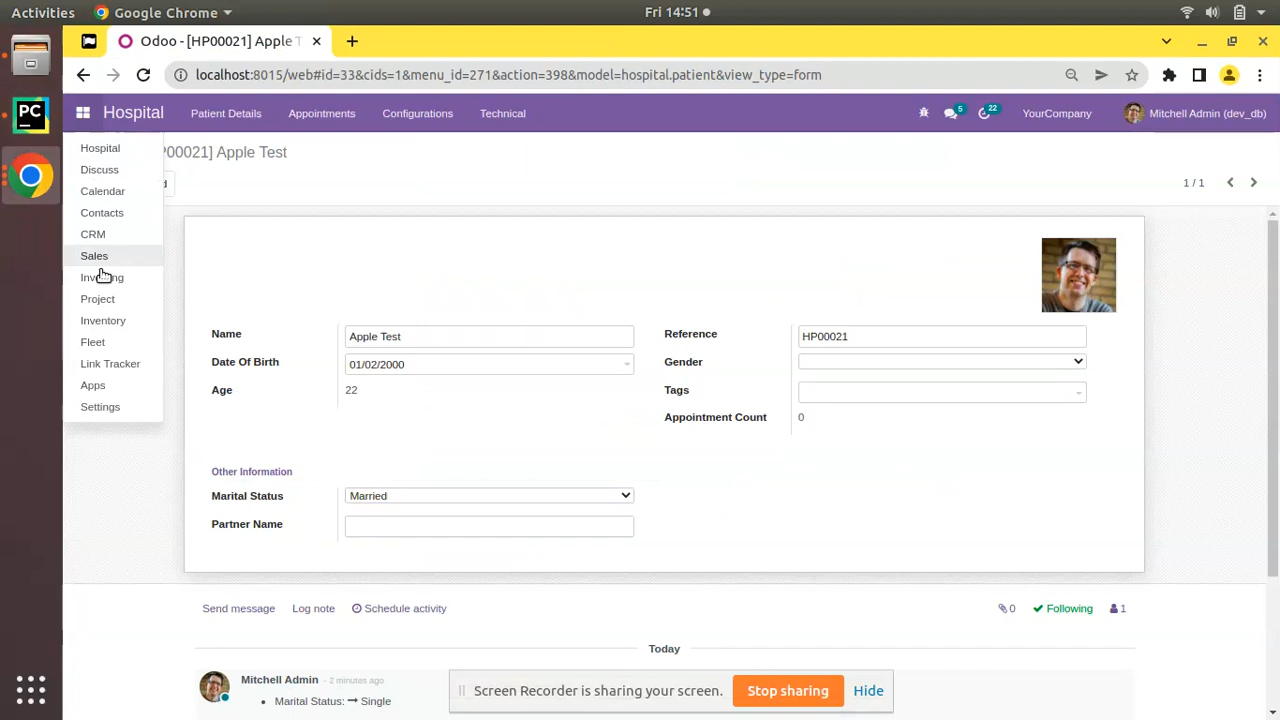 Activities Google Chrome Fri 14:51
Odoo - [HP00021] Apple T
localhost:8015/web#id=33&cids=1&menu_id=271&action=398&model=hospital.patient&view_type=form
Hospital Patient Details Appointments Configurations Technical 5 22 YourCompany Mitchell Admin (dev_db)
Hospital
Discuss
Calendar
Contacts
CRM
Sales
Project
Inventory
Fleet
Link Tracker
Apps
Settings
P00021] Apple Test
d
1 / 1
Name Apple Test
Date Of Birth 01/02/2000
Age 22
Reference HP00021
Gender
Tags
Appointment Count 0
Other Information
Marital Status Married
Partner Name
Send message Log note Schedule activity 0 Following 1
Today
Mitchell Admin - 2 minutes ago
Marital Status: Single
Screen Recorder is sharing your screen. Stop sharing Hide
PC